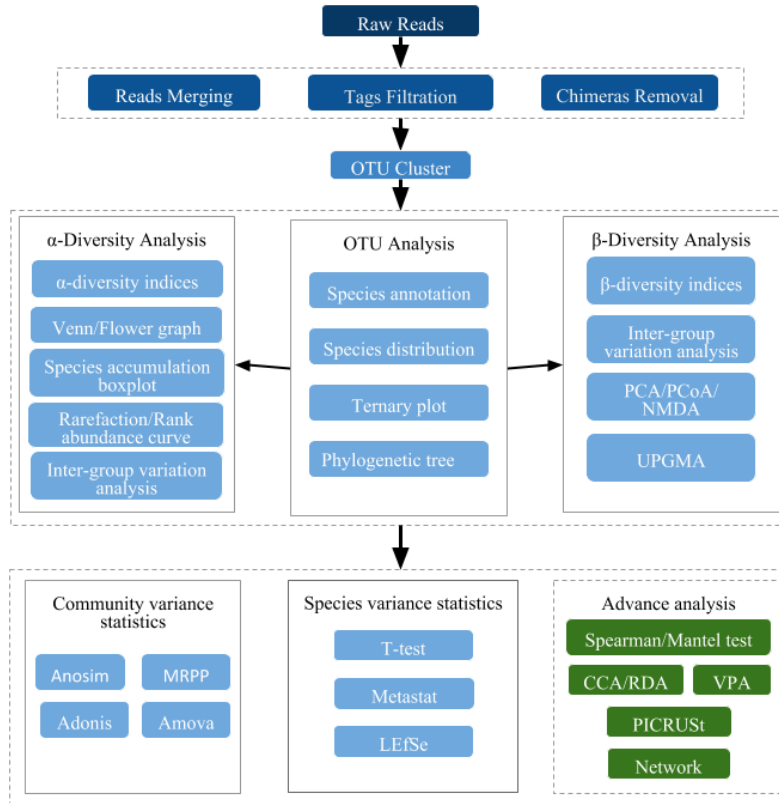 Raw Reads
Reads Merging
Tags Filtration
Chimeras Removal
OTU Cluster
α-Diversity Analysis
α-diversity indices
Venn/Flower graph
Species accumulation
boxplot
Rarefaction/Rank
abundance curve
Inter-group variation
analysis
OTU Analysis
Species annotation
Species distribution
Ternary plot
Phylogenetic tree
β-Diversity Analysis
β-diversity indices
Inter-group
variation analysis
PCA/PCoA/
NMDA
UPGMA
Community variance
statistics
Anosim
MRPP
Adonis
Amova
Species variance statistics
T-test
Metastat
LEfSe
Advance analysis
Spearman/Mantel test
CCA/RDA
VPA
PICRUSt
Network